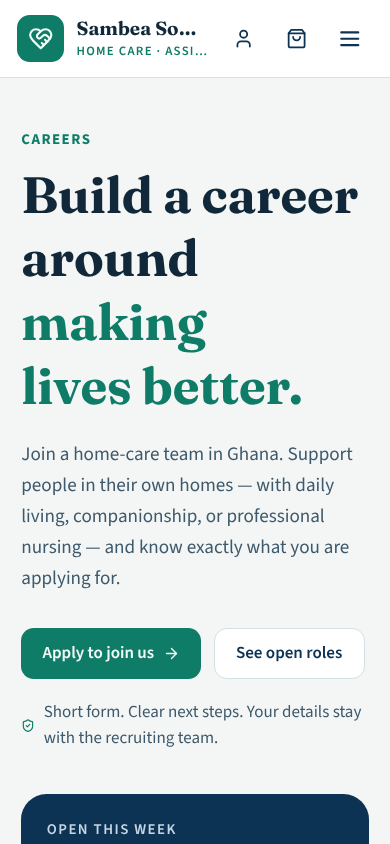 Sambea So...
HOME CARE · ASSI...
CAREERS
Build a career
around
making
lives better.
Join a home-care team in Ghana. Support
people in their own homes — with daily
living, companionship, or professional
nursing — and know exactly what you are
applying for.
Apply to join us →
See open roles
Short form. Clear next steps. Your details stay
with the recruiting team.
OPEN THIS WEEK